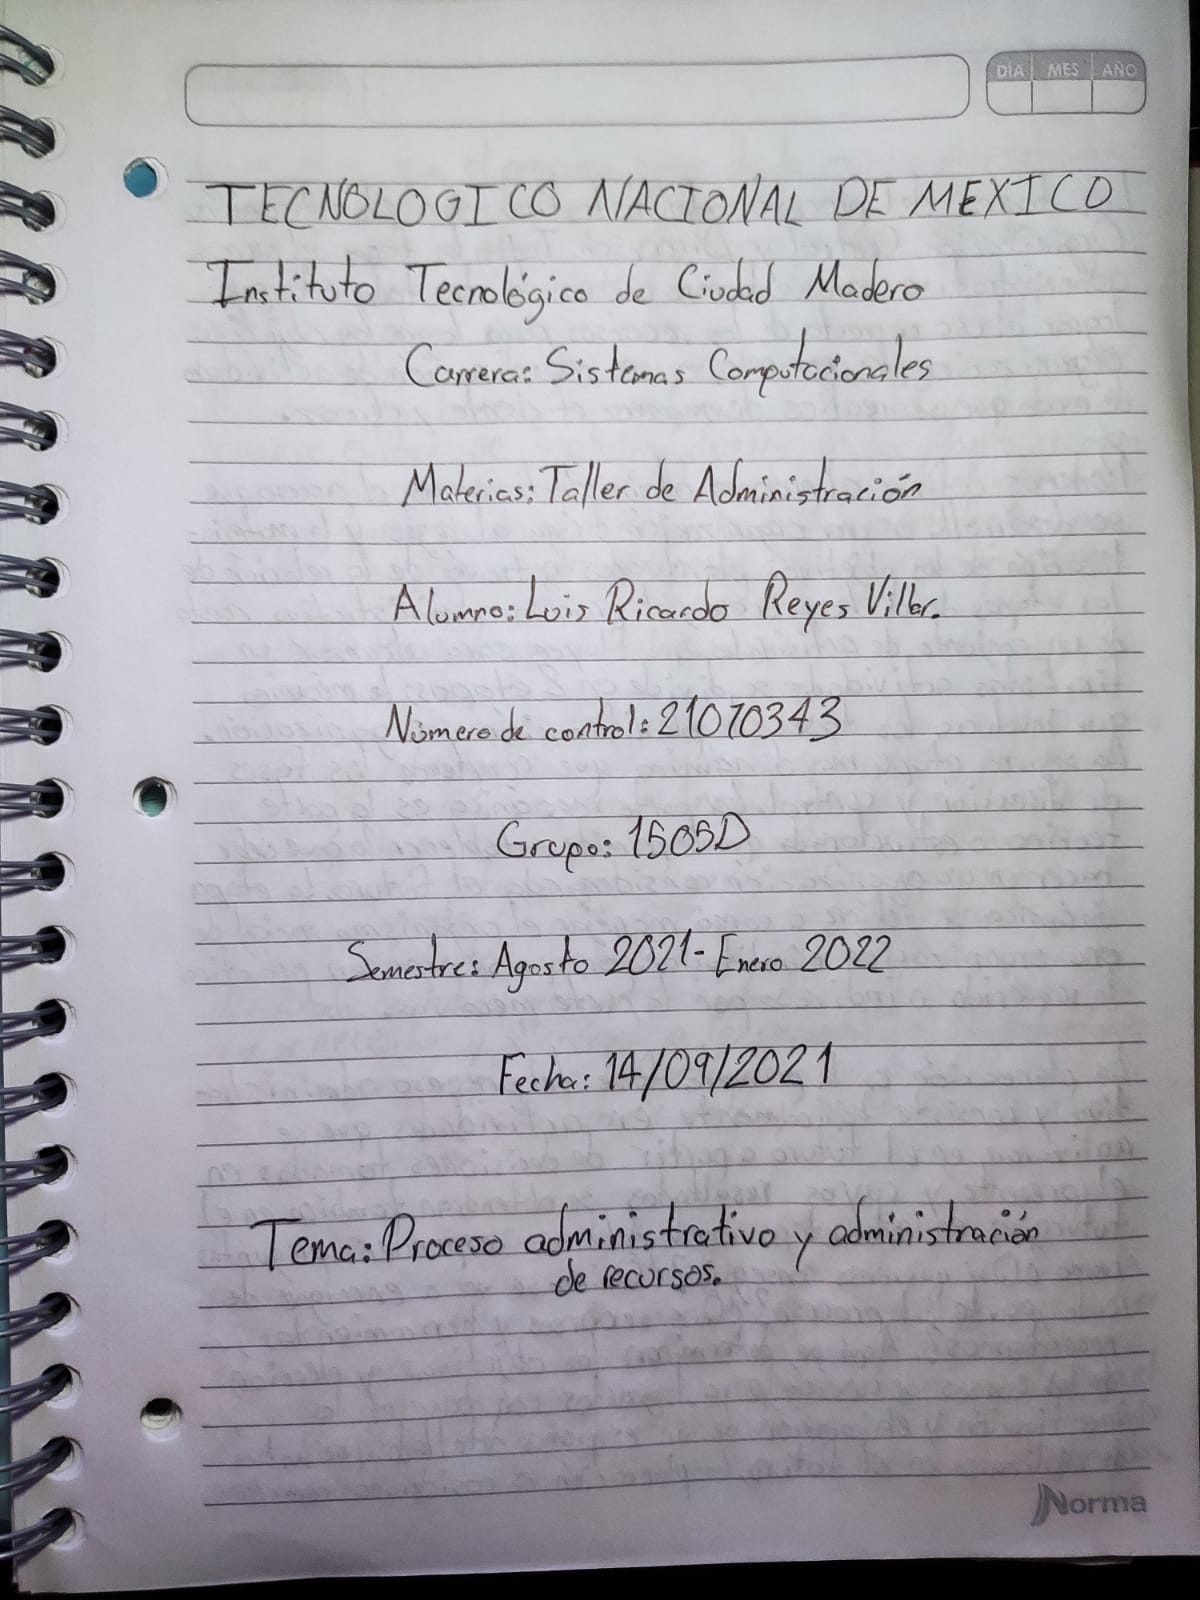 DÍA MES AÑO
TECNOLOGICO NACIONAL DE MEXICO
Instituto Tecnológico de Ciudad Madero
Carrera: Sistemas Computacionales
Materias: Taller de Administración
Alumno: Luis Ricardo Reyes Villar.
Número de control: 21070343
Grupo: 1505D
Semestre: Agosto 2021- Enero 2022
Fecha: 14/09/2021
Tema: Proceso administrativo y administración
de recursos.
Norma